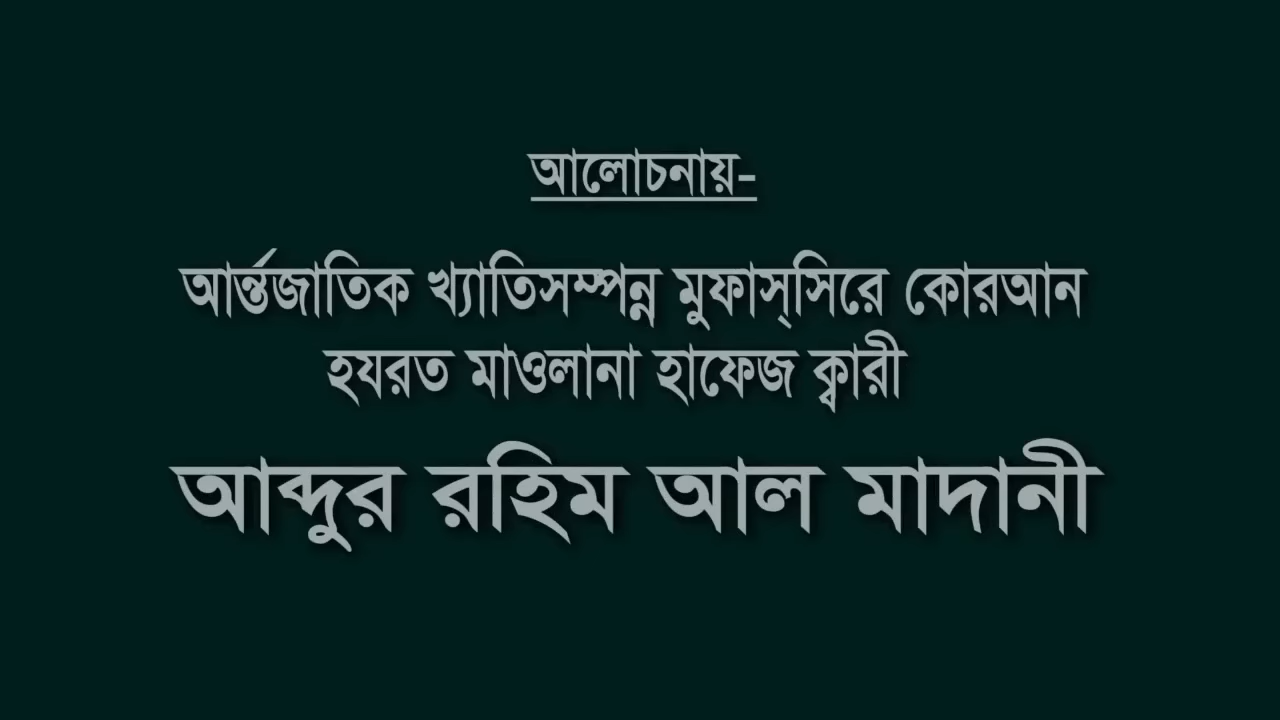 আলোচনায়-
আর্ন্তজাতিক খ্যাতিসম্পন্ন মুফাস্‌সিরে কোরআন
হযরত মাওলানা হাফেজ ক্বারী
আব্দুর রহিম আল মাদানী